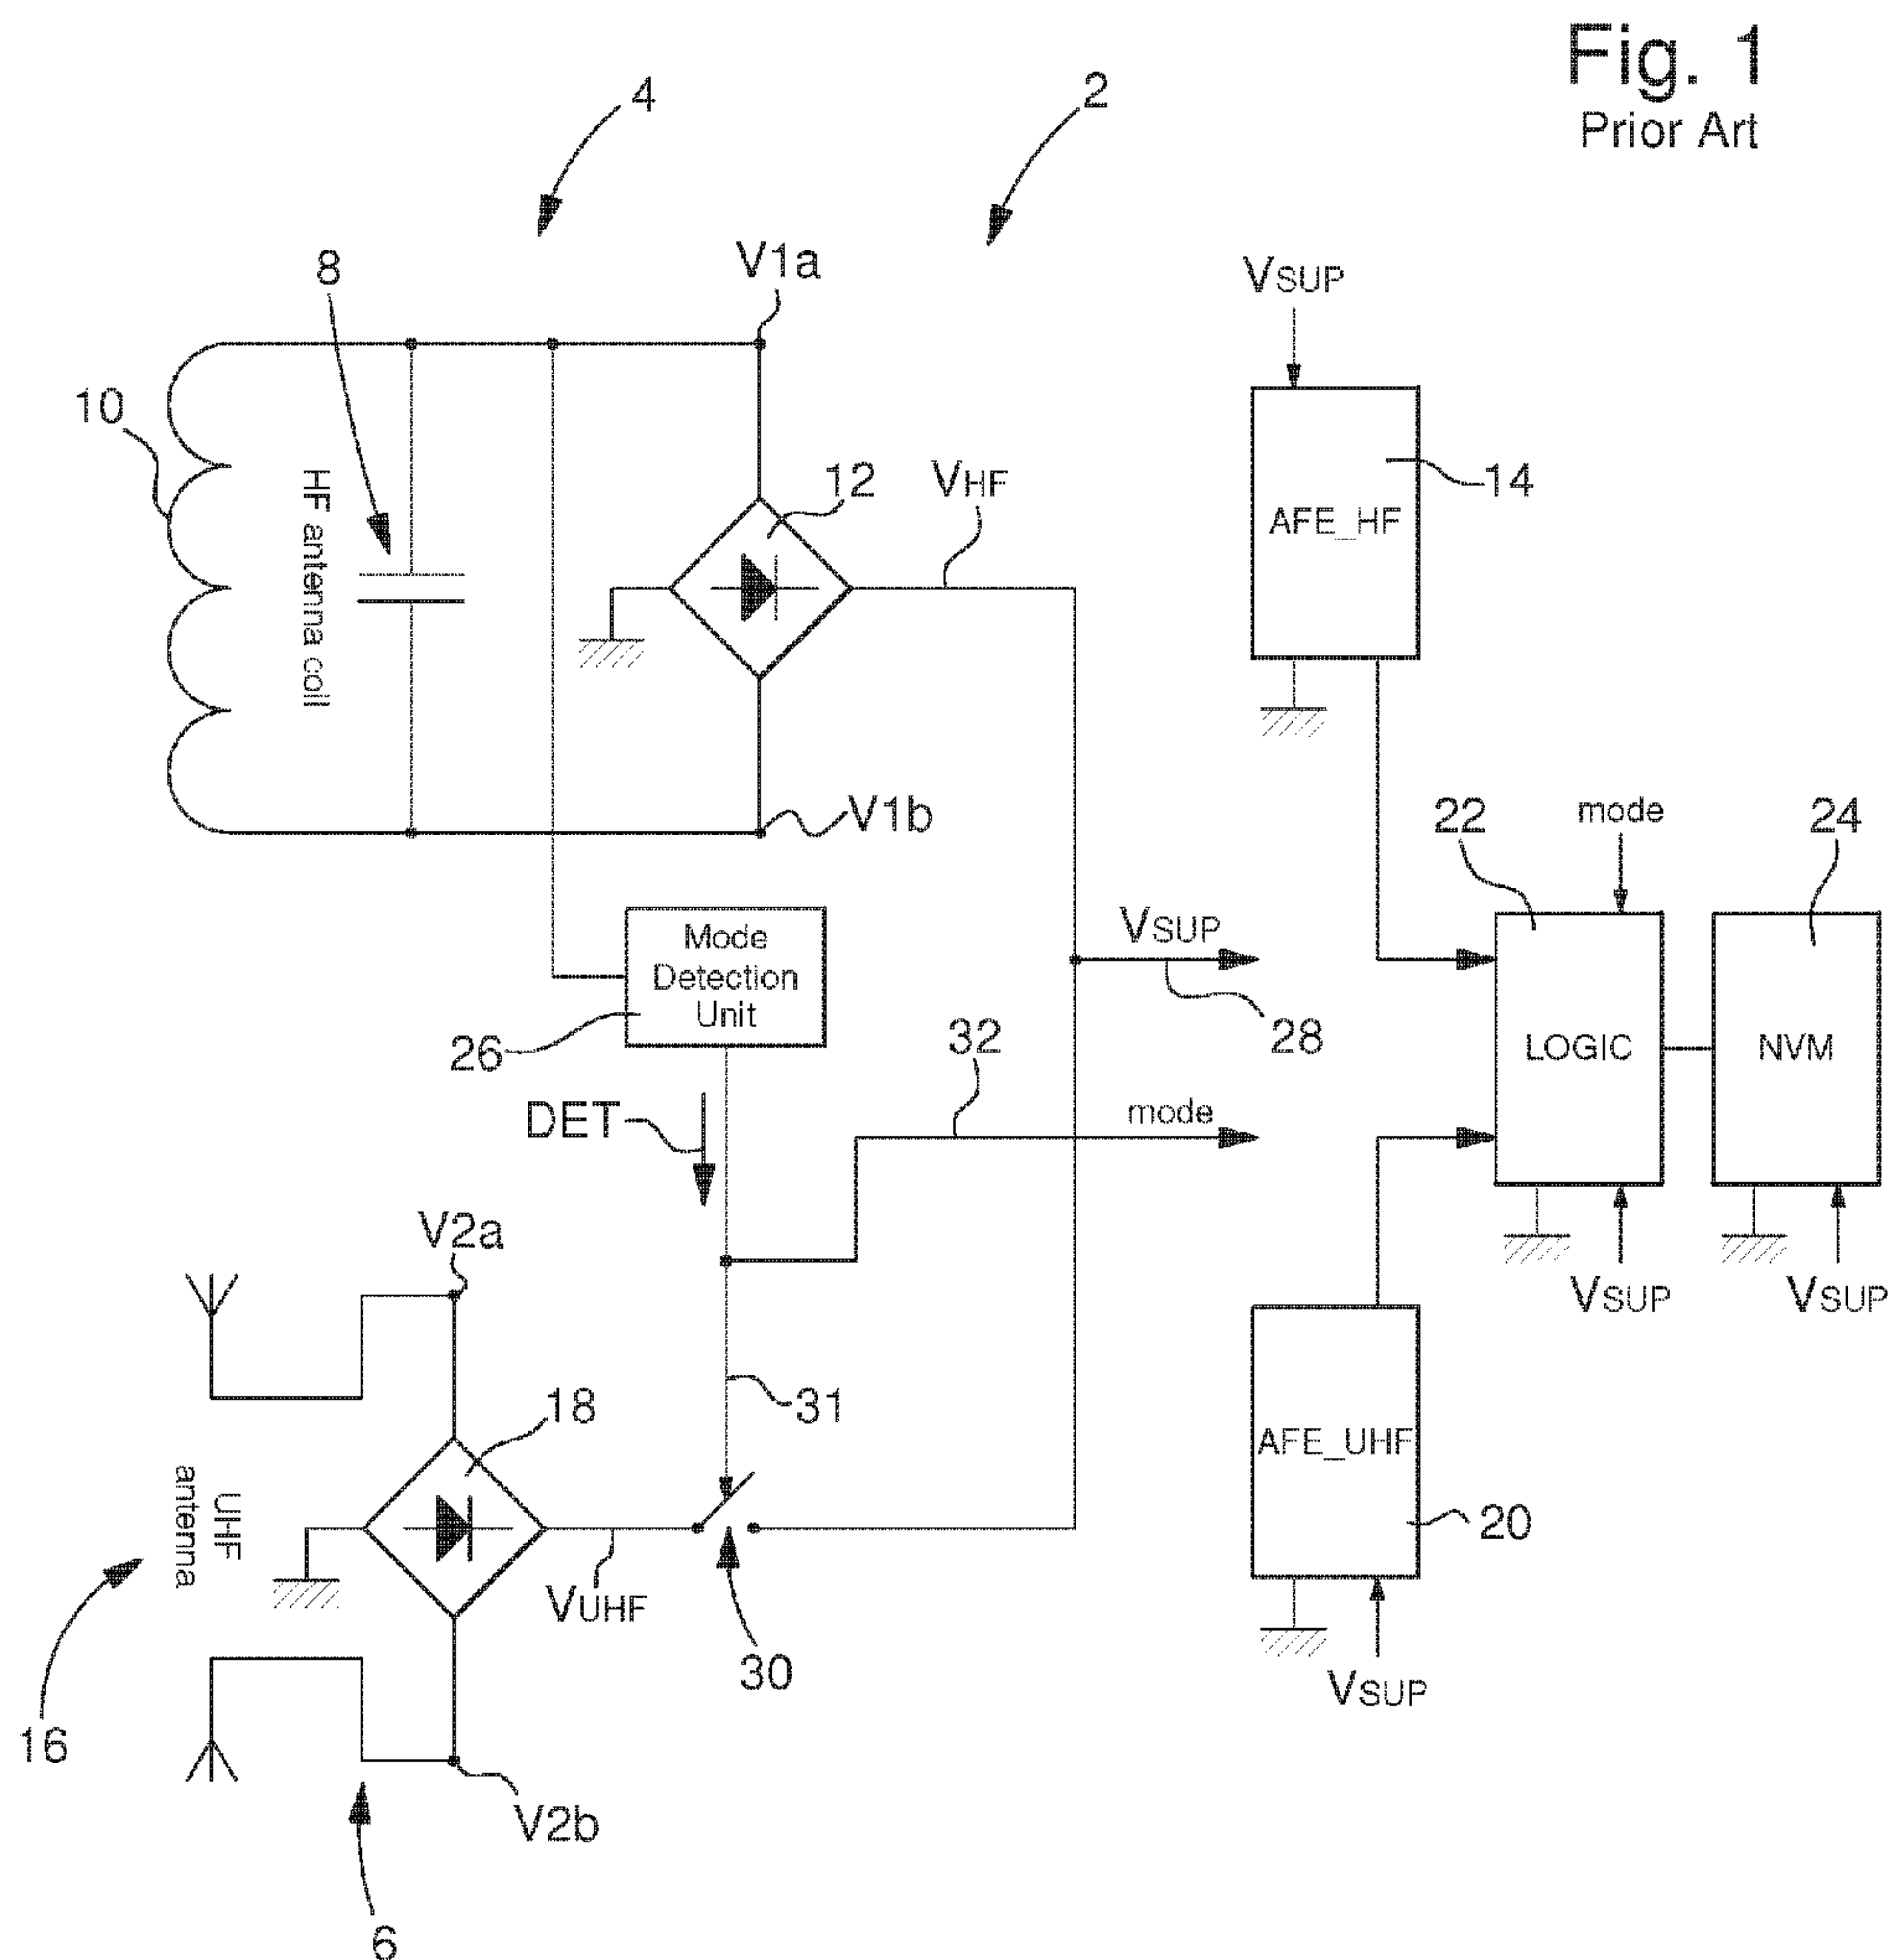 Fig. 1
Prior Art
4
2
8
V1a
VSUP
10
HF antenna coil
12
VHF
14
AFE_HF
V1b
22
mode
24
Mode
Detection
Unit
26
VSUP
28
LOGIC
NVM
32
DET
mode
V2a
VSUP
VSUP
31
18
AFE_UHF
UHF
antenna
VUHF
20
30
VSUP
16
V2b
6